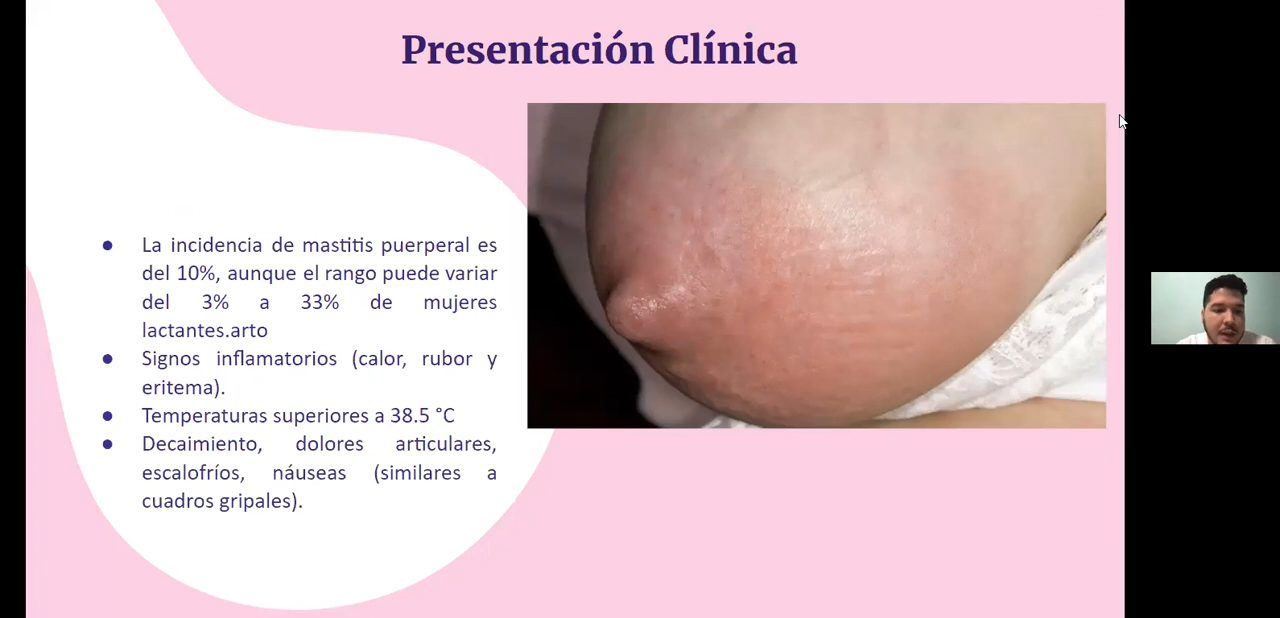 Presentación Clínica
● La incidencia de mastitis puerperal es
del 10%, aunque el rango puede variar
del 3% a 33% de mujeres
lactantes.arto
● Signos inflamatorios (calor, rubor y
eritema).
● Temperaturas superiores a 38.5 °C
● Decaimiento, dolores articulares,
escalofríos, náuseas (similares a
cuadros gripales).